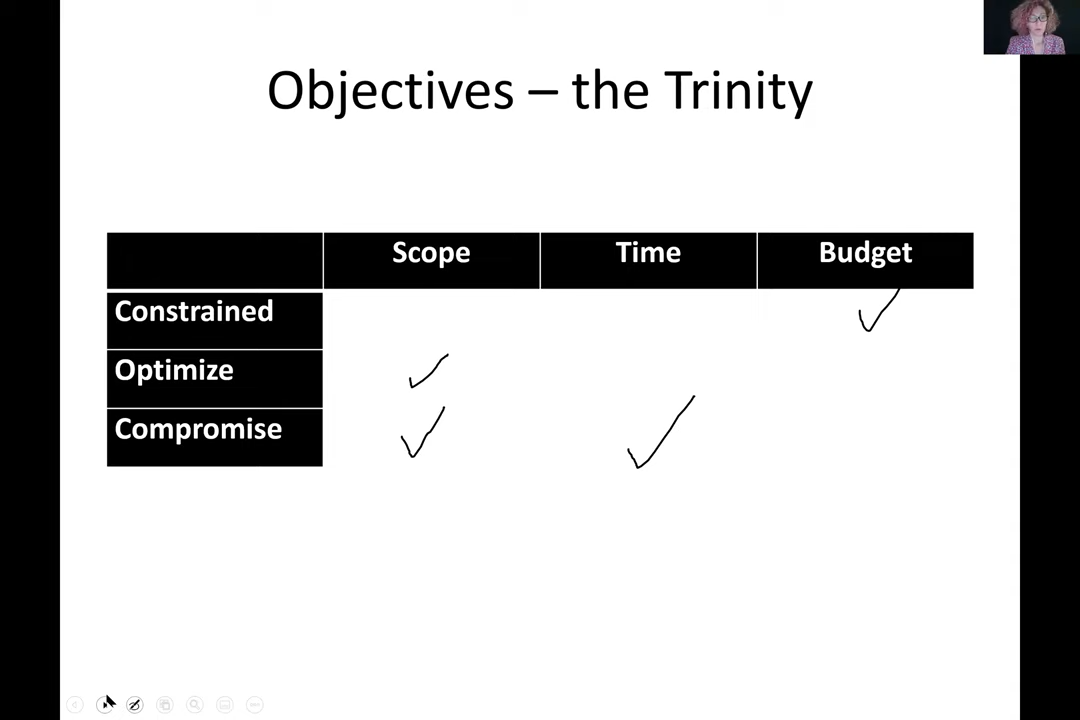 Objectives – the Trinity
Scope Time Budget
Constrained ✓
Optimize ✓
Compromise ✓ ✓